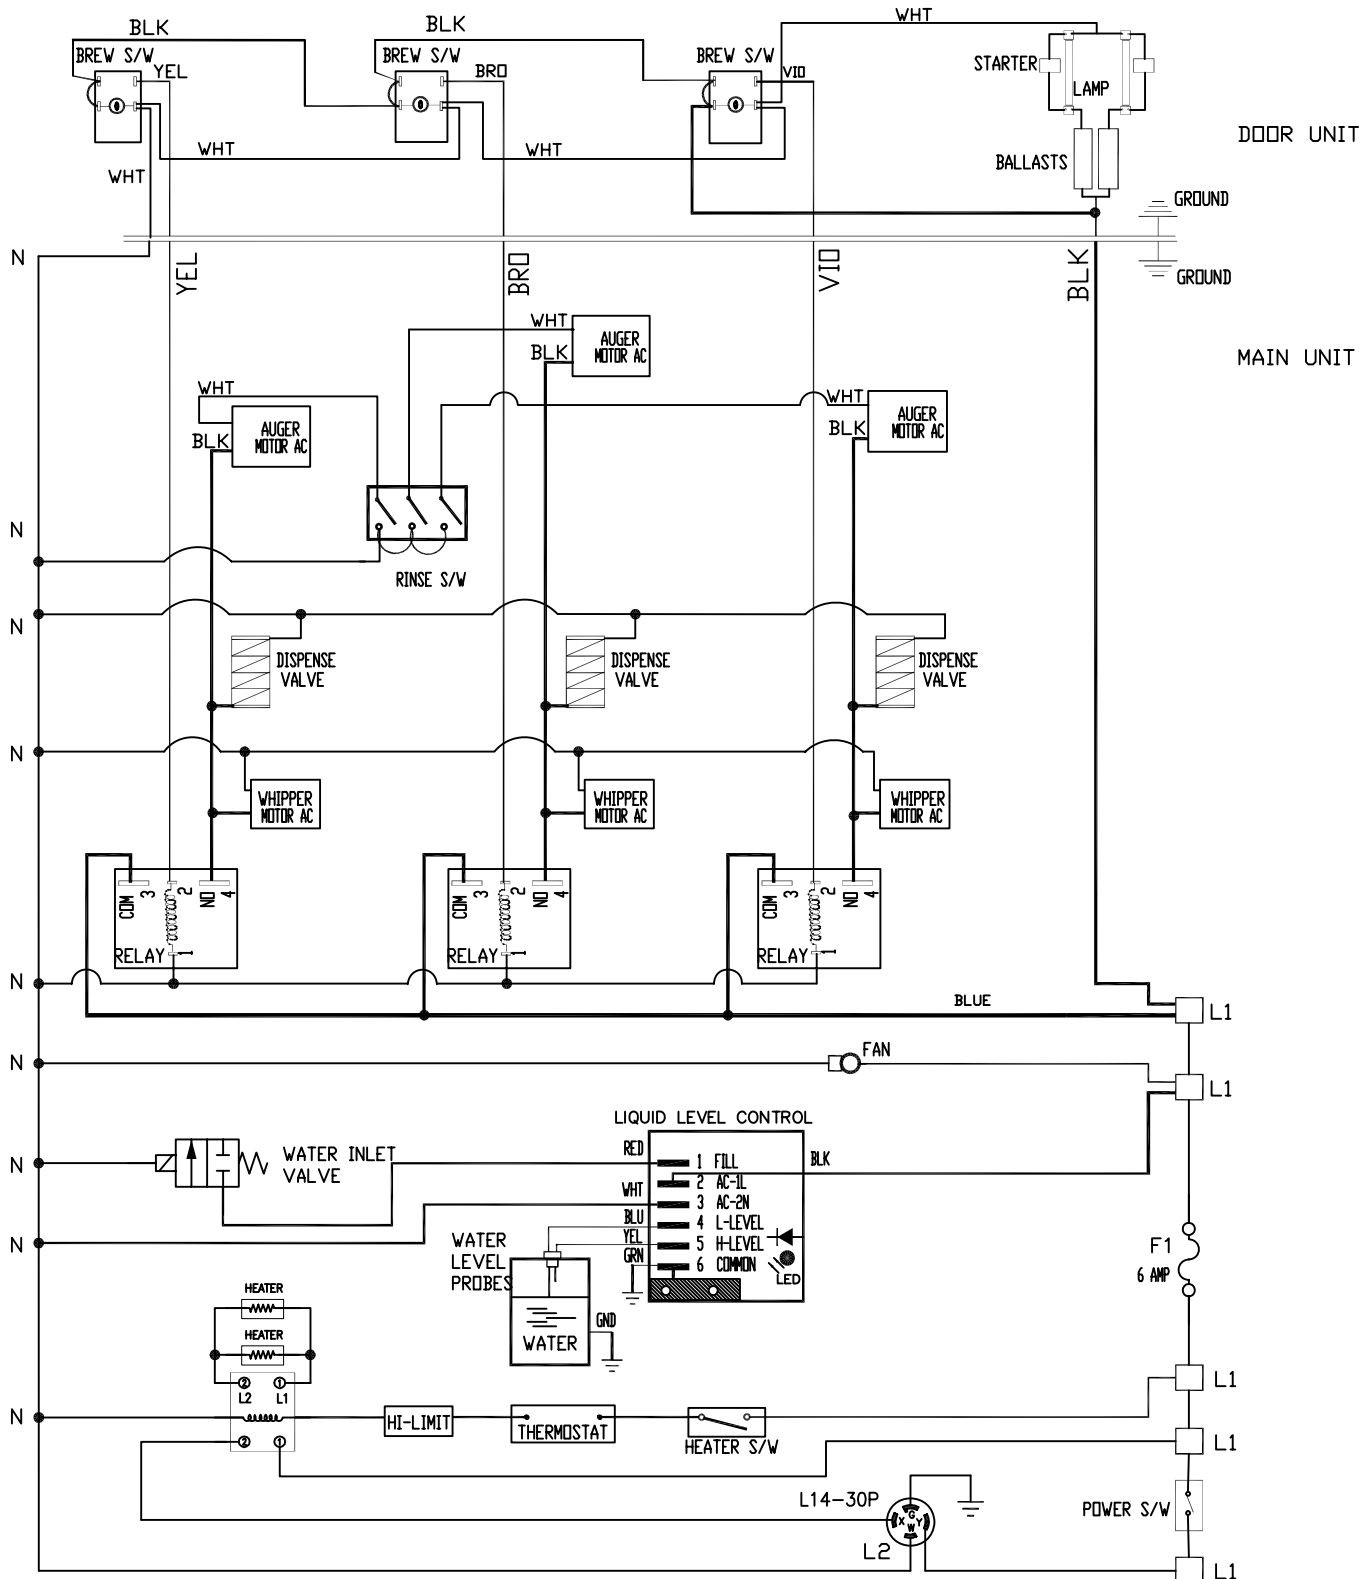 WHT
BLK
BLK
BREW S/W
BREW S/W
BREW S/W
STARTER
YEL
BRO
VIO
LAMP
DOOR UNIT
WHT
WHT
BALLASTS
WHT
GROUND
N
YEL
BRO
VIO
BLK
GROUND
WHT
AUGER
MOTOR AC
BLK
MAIN UNIT
WHT
WHT
AUGER
MOTOR AC
BLK
AUGER
MOTOR AC
BLK
N
RINSE S/W
N
DISPENSE
VALVE
DISPENSE
VALVE
DISPENSE
VALVE
N
WHIPPER
MOTOR AC
WHIPPER
MOTOR AC
WHIPPER
MOTOR AC
COM 3 2 NO 4
COM 3 2 NO 4
COM 3 2 NO 4
RELAY 1
RELAY 1
RELAY 1
N
BLUE
L1
N
FAN
L1
LIQUID LEVEL CONTROL
N
WATER INLET
VALVE
RED
1 FILL
BLK
2 AC-1L
WHT
3 AC-2N
BLU
4 L-LEVEL
YEL
5 H-LEVEL
GRN
6 COMMON
LED
N
WATER
LEVEL
PROBES
GND
WATER
F1
6 AMP
HEATER
HEATER
2 1
L2 L1
L1
N
HI-LIMIT
THERMOSTAT
HEATER S/W
2 1
L1
L14-30P
G
X Y
W
L2
POWER S/W
L1